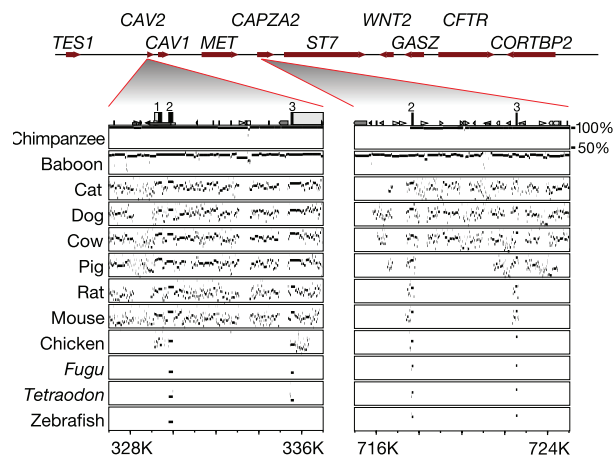 CAV2 CAPZA2 WNT2 CFTR
TES1 CAV1 MET ST7 GASZ CORTBP2
1 2 3 2 3
Chimpanzee 100%
50%
Baboon
Cat
Dog
Cow
Pig
Rat
Mouse
Chicken
Fugu
Tetraodon
Zebrafish
328K 336K 716K 724K